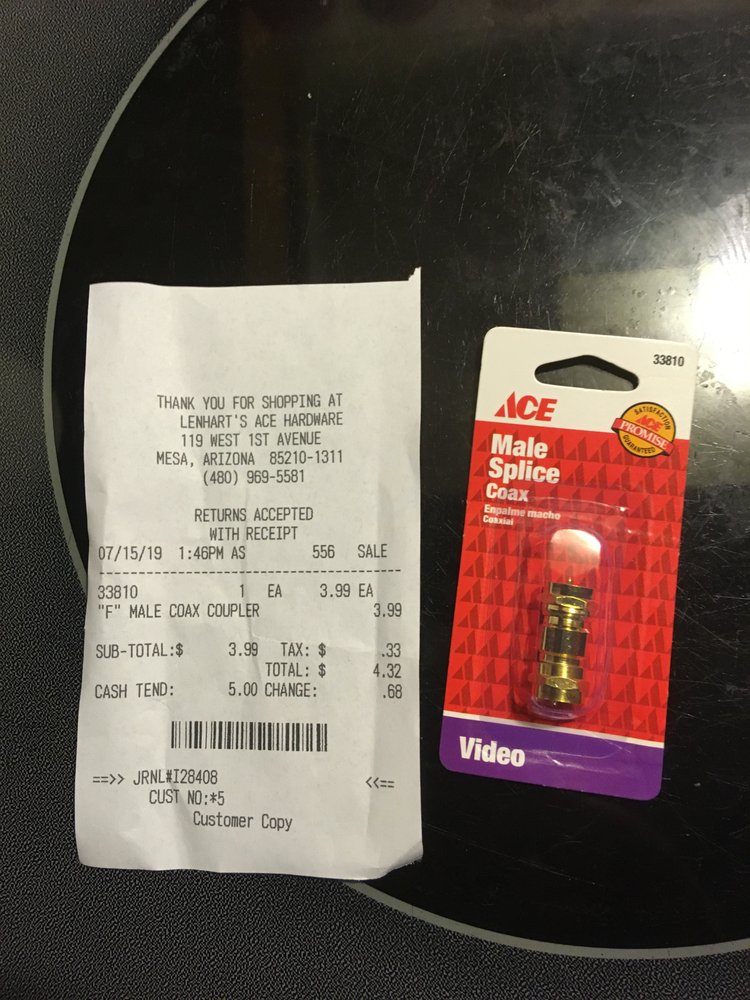 THANK YOU FOR SHOPPING AT
LENHART'S ACE HARDWARE
119 WEST 1ST AVENUE
MESA, ARIZONA 85210-1311
(480) 969-5581
RETURNS ACCEPTED
WITH RECEIPT
07/15/19 1:46PM AS 556 SALE
33810 1 EA 3.99 EA
"F" MALE COAX COUPLER 3.99
SUB-TOTAL:$ 3.99 TAX: $ .33
TOTAL: $ 4.32
CASH TEND: 5.00 CHANGE: .68
==>> JRNL#I28408 <<==
CUST NO:*5
Customer Copy
33810
ACE
SATISFACTION
ACE
PROMISE
GUARANTEED
Male
Splice
Coax
Enpalme macho
Coaxial
Video